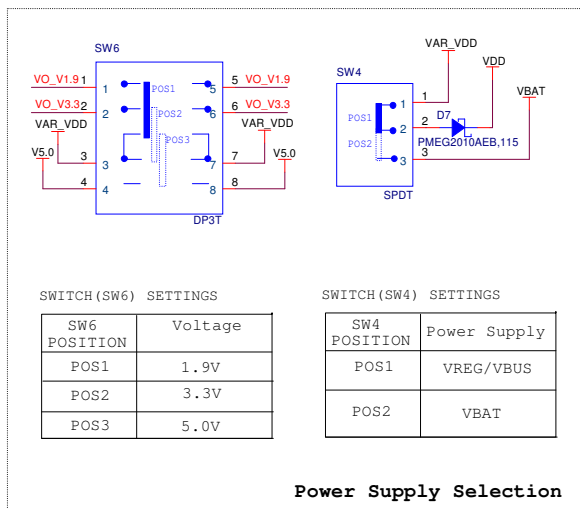 SW6
VO_V1.9 1 5 VO_V1.9
1 POS1 5
VO_V3.3 2 6 VO_V3.3
2 POS2 6
VAR_VDD POS3 VAR_VDD
V5.0 3 3 7 7 V5.0
4 4 8 8
DP3T
VAR_VDD
SW4 VDD
VBAT
1 1
POS1 D7
2 2
POS2 PMEG2010AEB,115
3 3
SPDT
SWITCH(SW6) SETTINGS
SW6 POSITION Voltage
POS1 1.9V
POS2 3.3V
POS3 5.0V
SWITCH(SW4) SETTINGS
SW4 POSITION Power Supply
POS1 VREG/VBUS
POS2 VBAT
Power Supply Selection